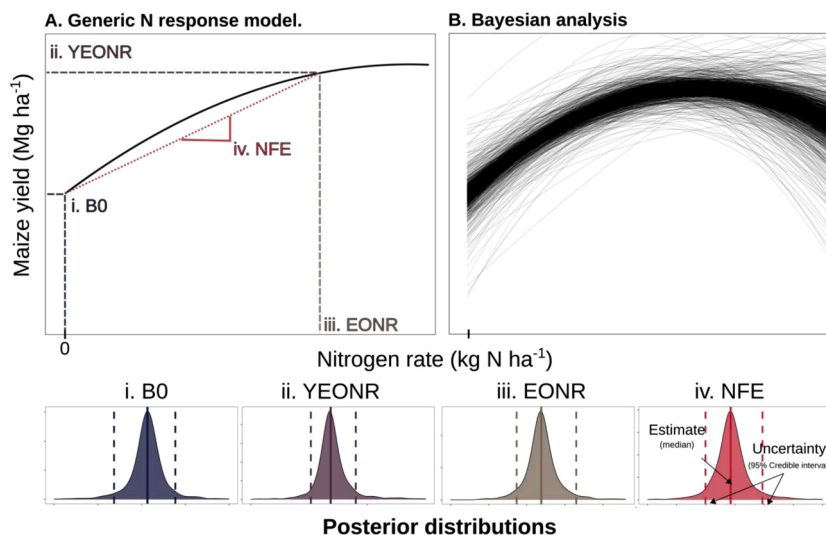 A. Generic N response model.
B. Bayesian analysis
ii. YEONR
Maize yield (Mg ha-1)
iv. NFE
i. B0
iii. EONR
0
Nitrogen rate (kg N ha-1)
i. B0
ii. YEONR
iii. EONR
iv. NFE
Estimate
(median)
Uncertainty
(95% Credible interva
Posterior distributions